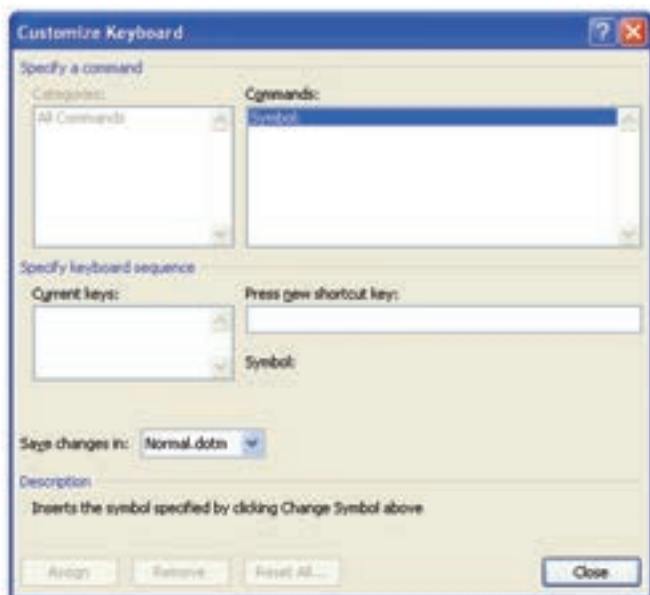 Customize Keyboard
Specify a command
Categories: Commands:
All Commands Symbol:
Specify keyboard sequence
Current keys: Press new shortcut key:
Symbol:
Save changes in: Normal.dotm
Description
Inserts the symbol specified by clicking Change Symbol above
Assign Remove Reset All... Close